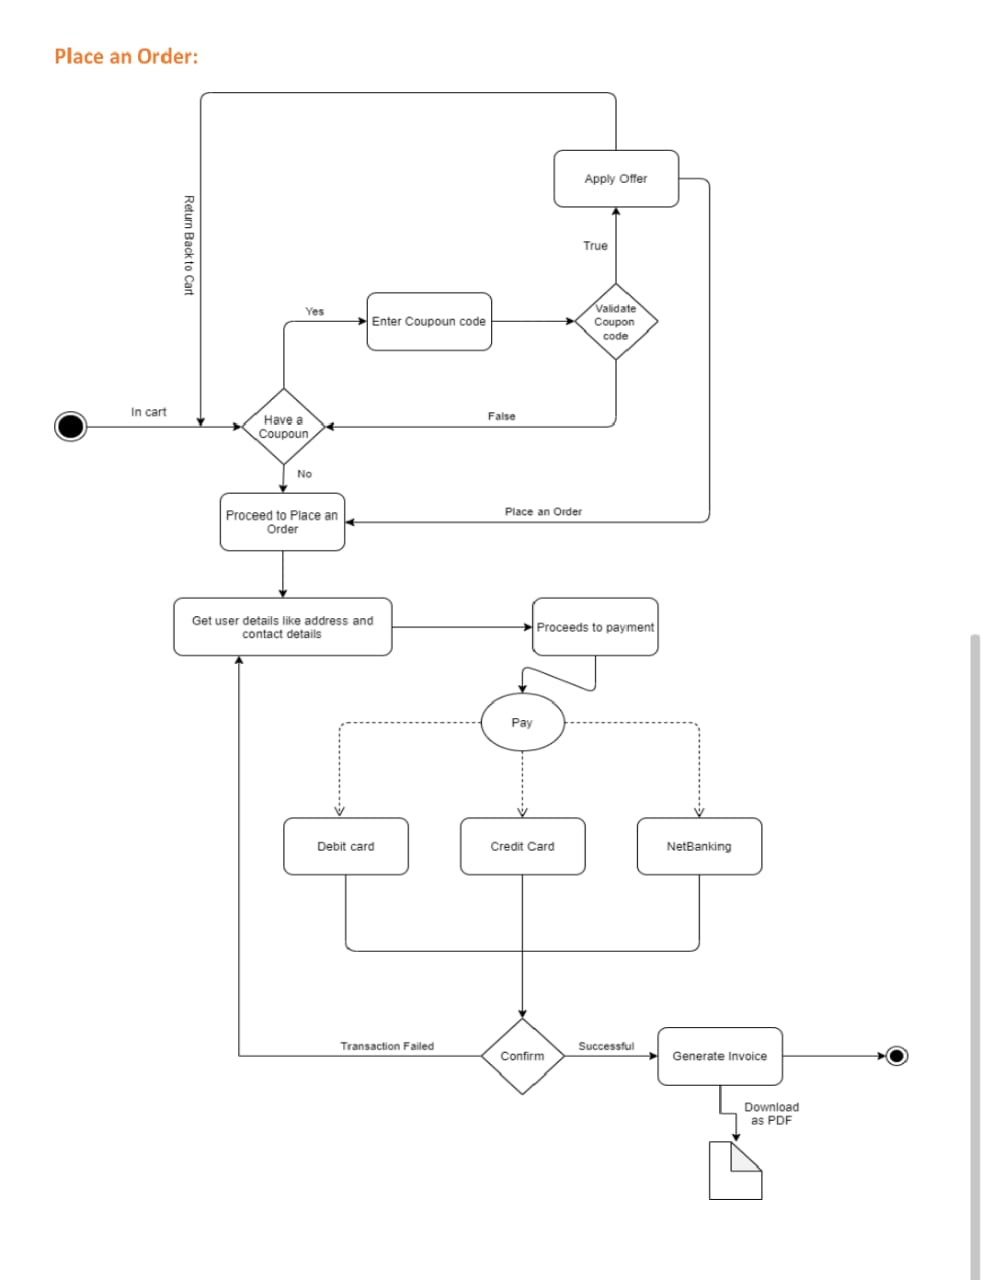 Place an Order:
Apply Offer
Return Back to Cart
True
Validate
Coupon
code
Yes
Enter Coupoun code
In cart
Have a
Coupoun
False
No
Proceed to Place an
Order
Place an Order
Get user details like address and
contact details
Proceeds to payment
Pay
Debit card
Credit Card
NetBanking
Transaction Failed
Confirm
Successful
Generate Invoice
Download
as PDF